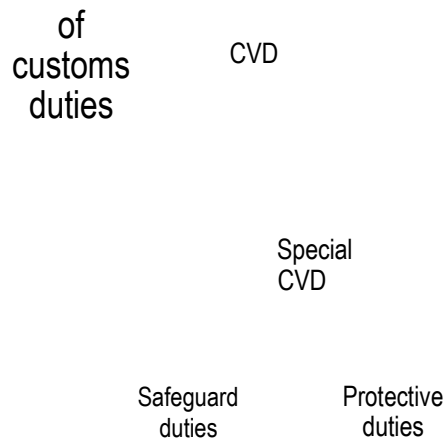 of
customs
duties
CVD
Special
CVD
Safeguard
duties
Protective
duties